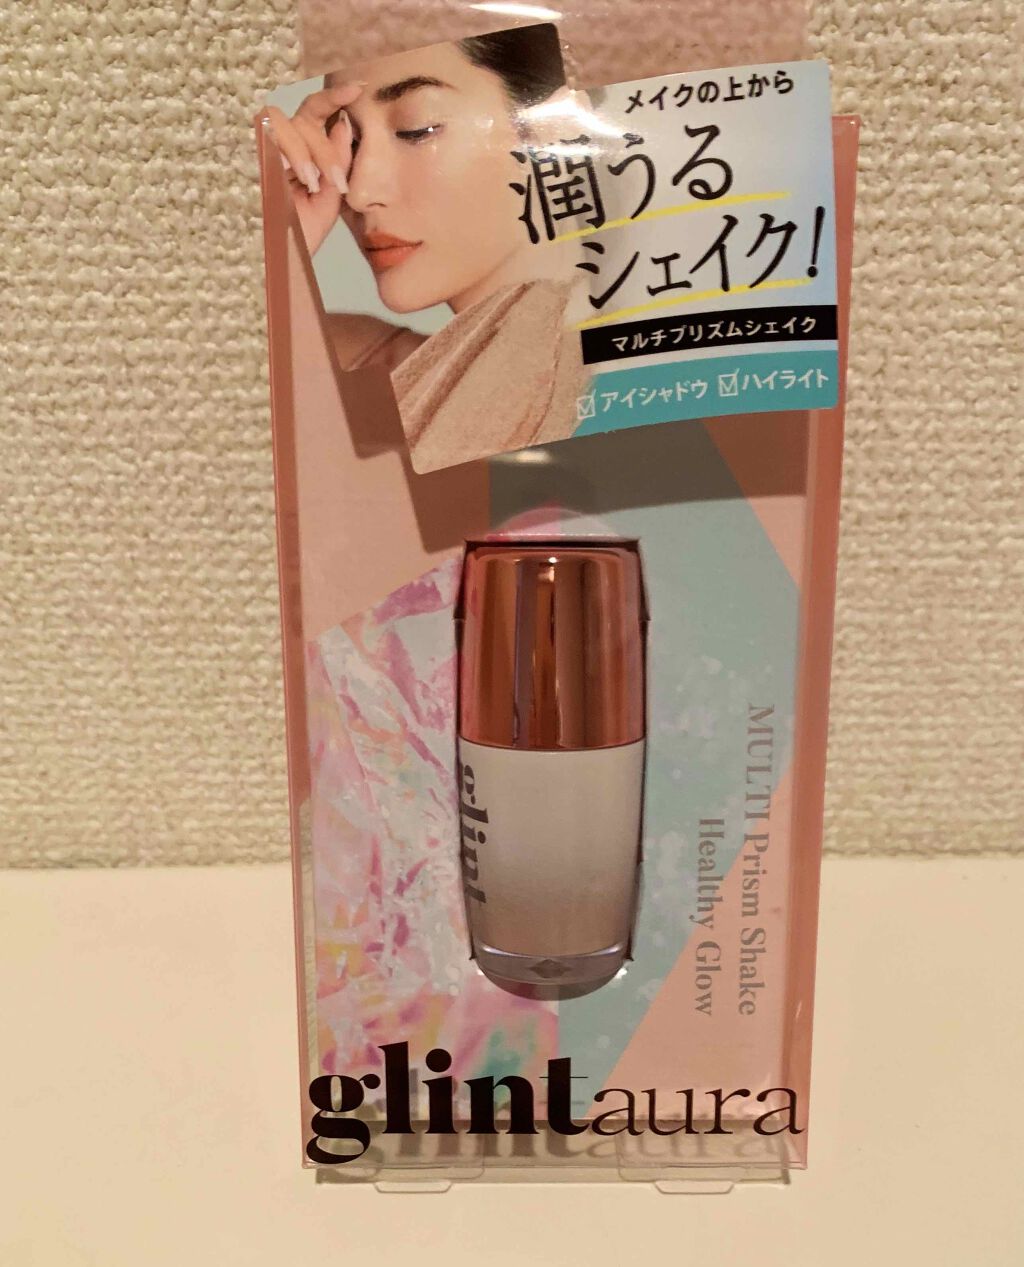 メイクの上から
潤うる
シェイク!
マルチプリズムシェイク
☑アイシャドウ ☑ハイライト
glint
MULTI Prism Shake
Healthy Glow
glintaura